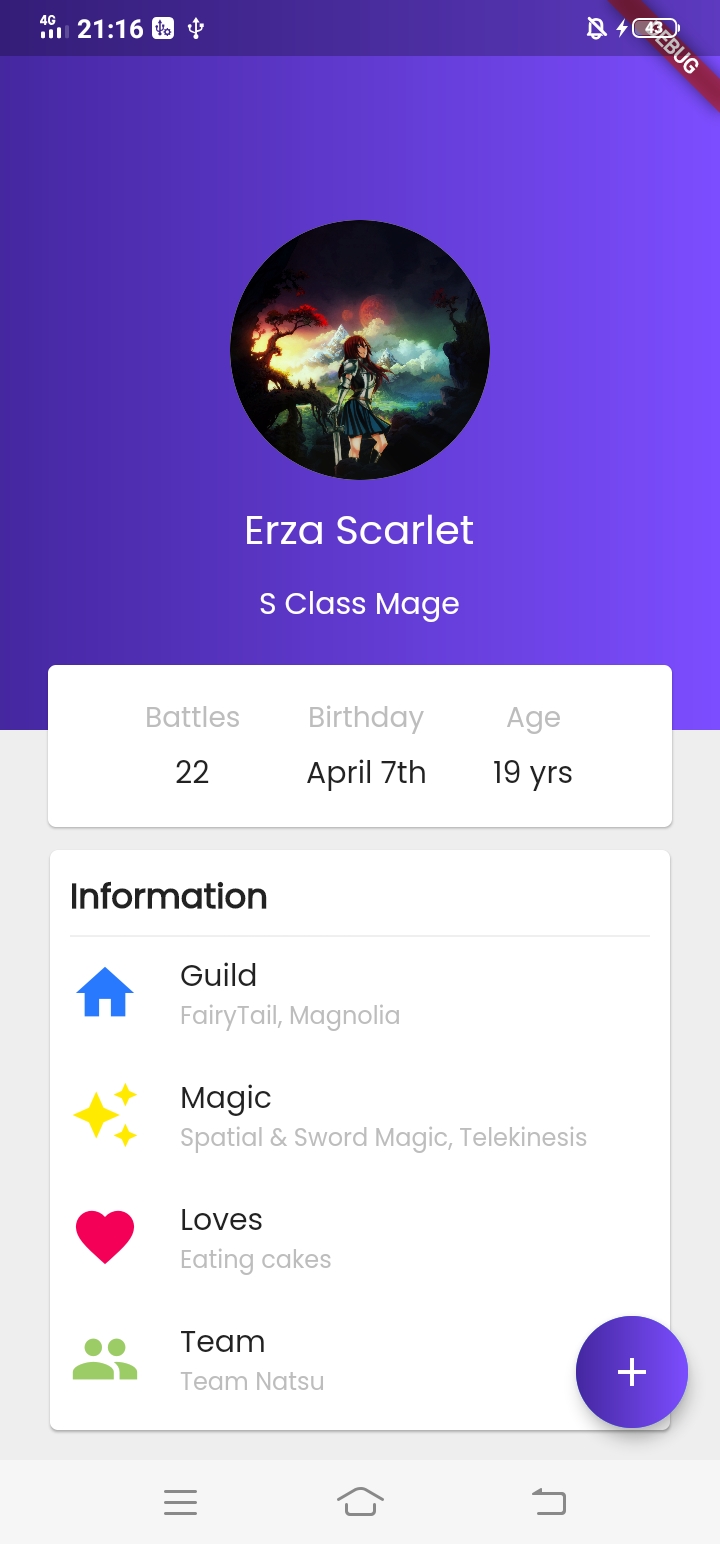 4G 21:16 43
DEBUG
Erza Scarlet
S Class Mage
Battles Birthday Age
22 April 7th 19 yrs
Information
Guild
FairyTail, Magnolia
Magic
Spatial & Sword Magic, Telekinesis
Loves
Eating cakes
Team
Team Natsu